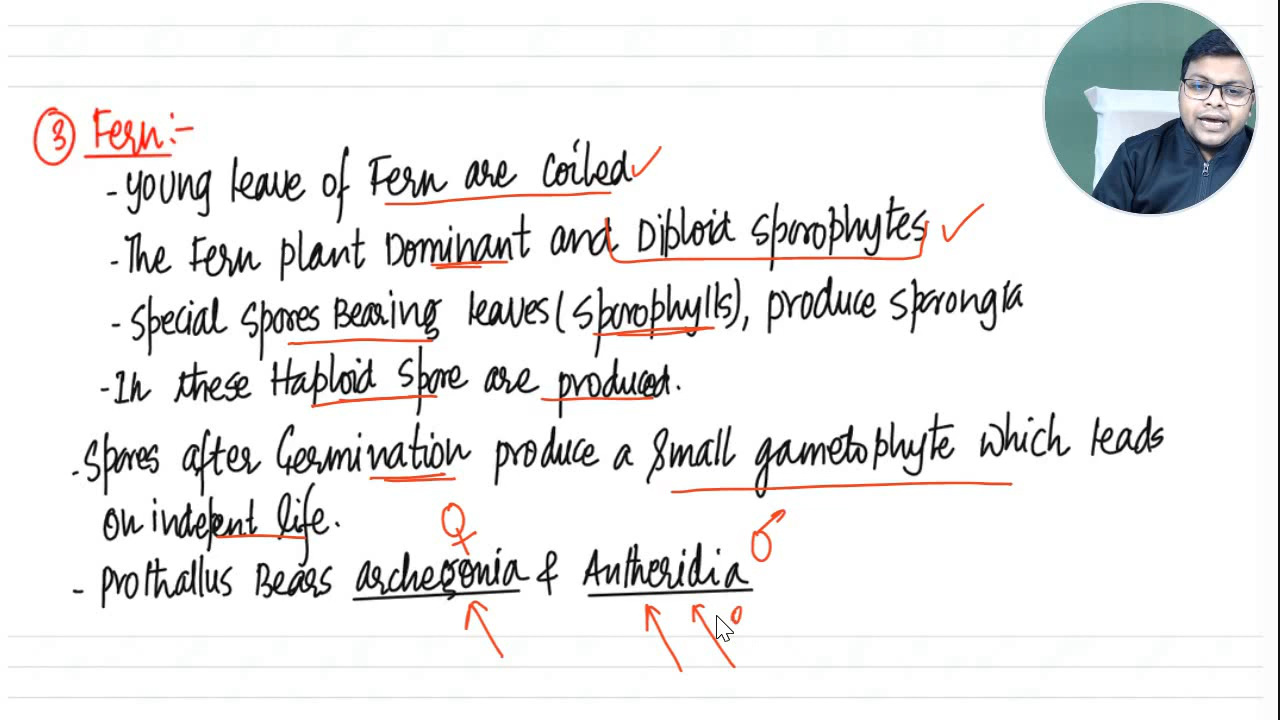 ③ Fern:-
- young leave of Fern are coiled
- The Fern plant Dominant and Diploid sporophytes
- Special spores Bearing leaves (sporophylls), produce sporongia
- In these Haploid spore are produced.
- Spores after Germination produce a small gametophyte which leads
on indepent life.
- Prothallus Bears archegonia & Antheridia
♀ ♂